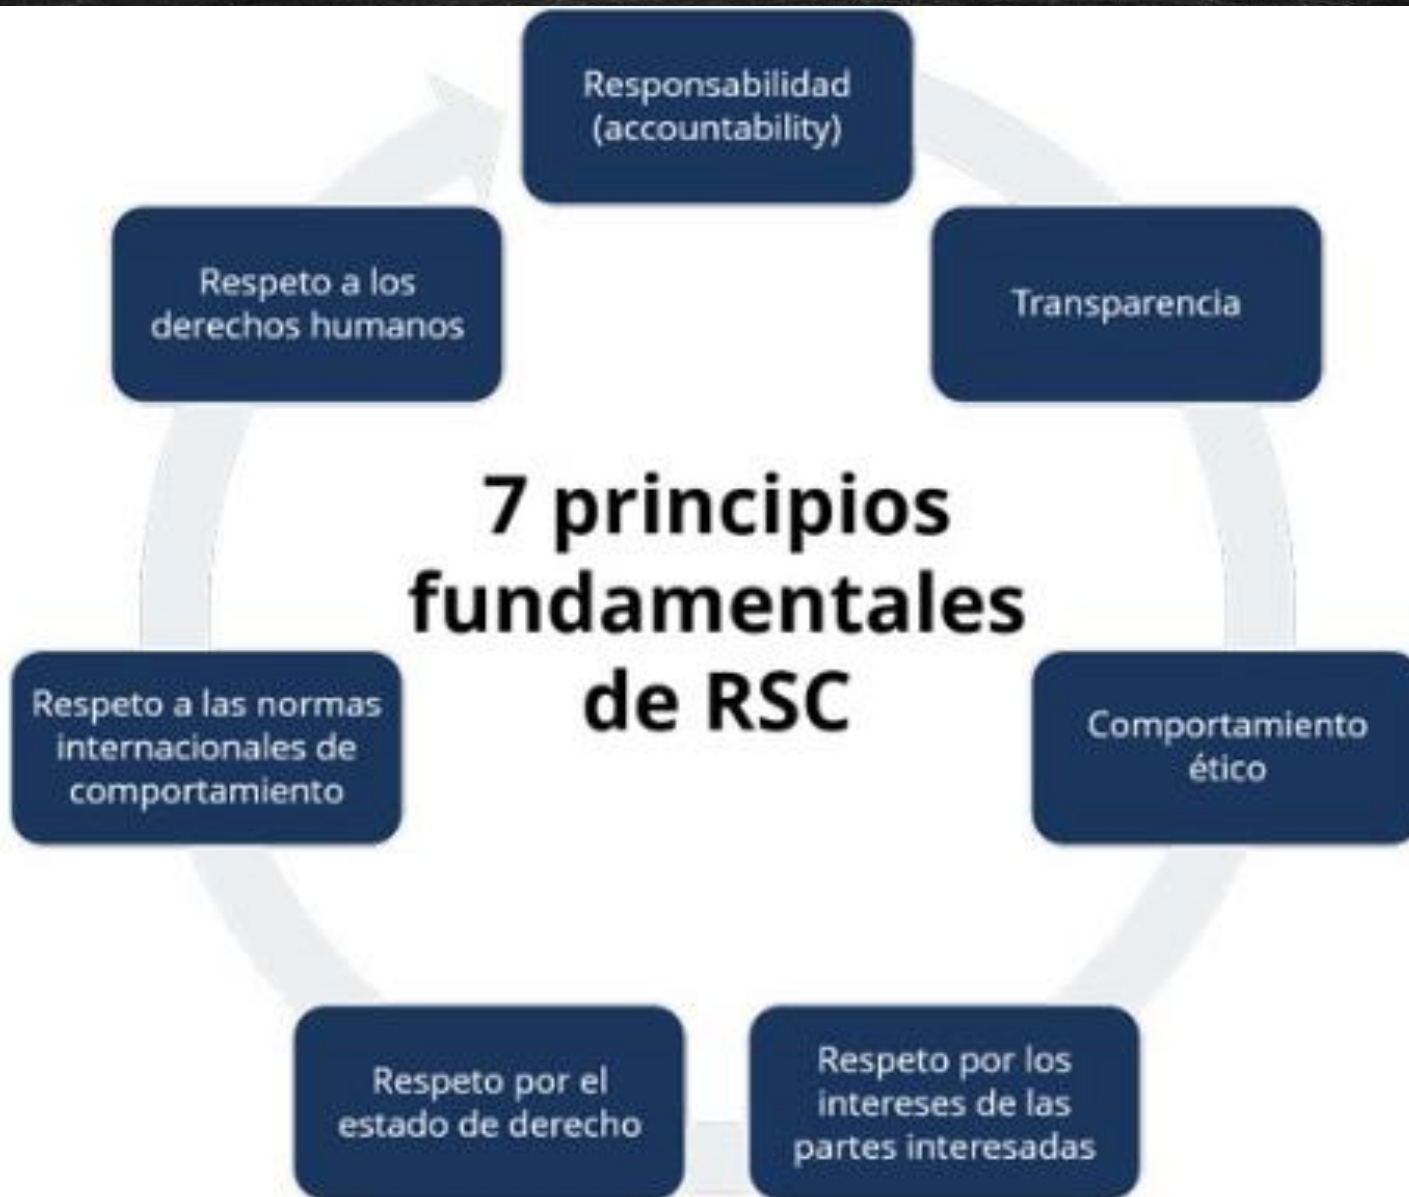 Responsabilidad
(accountability)
Transparencia
Comportamiento
ético
Respeto por los
intereses de las
partes interesadas
Respeto por el
estado de derecho
Respeto a las normas
internacionales de
comportamiento
Respeto a los
derechos humanos
7 principios
fundamentales
de RSC